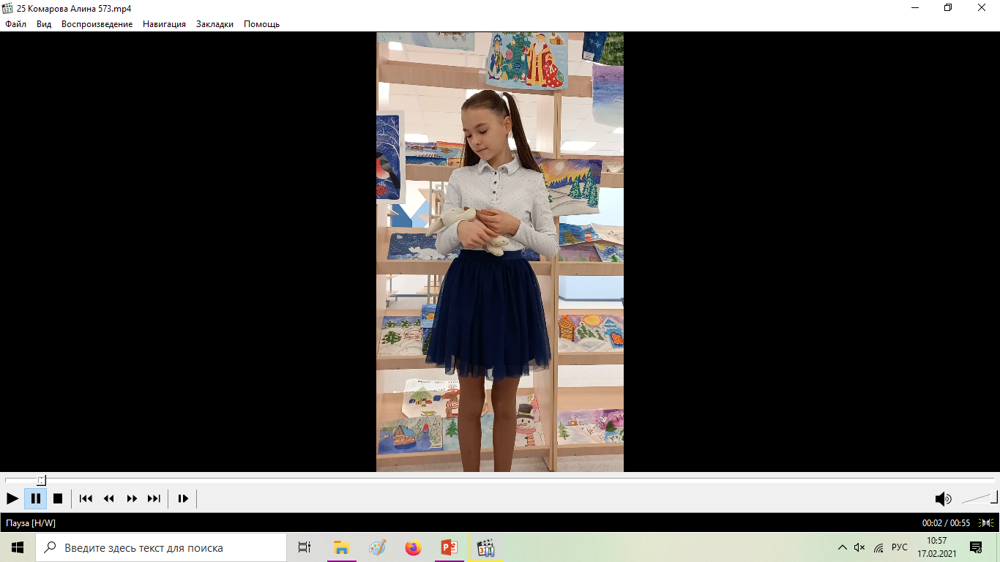 25 Комарова Алина 573.mp4
Файл Вид Воспроизведение Навигация Закладки Помощь
Пауза [H/W]
00:02 / 00:55
Введите здесь текст для поиска
РУС
10:57
17.02.2021